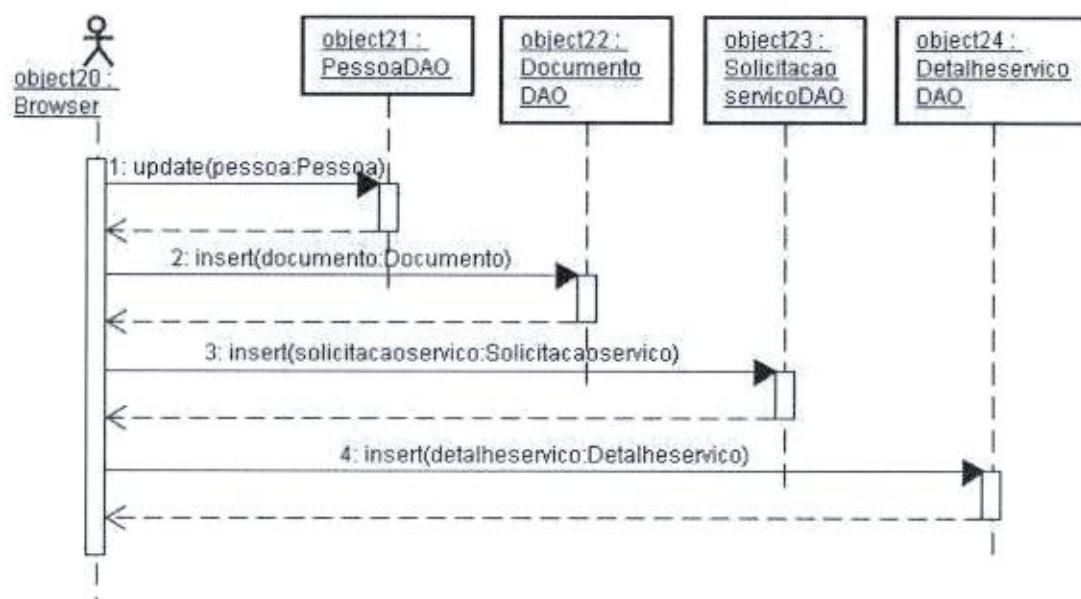 object20 :
Browser
object21 :
PessoaDAO
object22 :
Documento
DAO
object23 :
Solicitacao
servicoDAO
object24 :
Detalheservico
DAO
1: update(pessoa:Pessoa)
2: insert(documento:Documento)
3: insert(solicitacaoservico:Solicitacaoservico)
4: insert(detalheservico:Detalheservico)